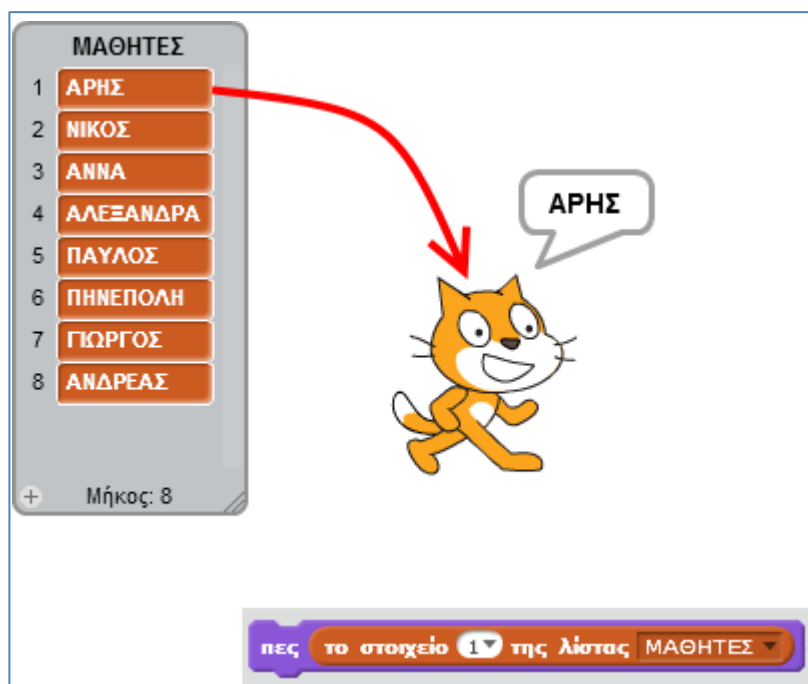 ΜΑΘΗΤΕΣ
1 ΑΡΗΣ
2 ΝΙΚΟΣ
3 ΑΝΝΑ
4 ΑΛΕΞΑΝΔΡΑ
5 ΠΑΥΛΟΣ
6 ΠΗΝΕΠΟΛΗ
7 ΓΙΩΡΓΟΣ
8 ΑΝΔΡΕΑΣ
+ Μήκος: 8
ΑΡΗΣ
πες το στοιχείο 1 της λίστας ΜΑΘΗΤΕΣ